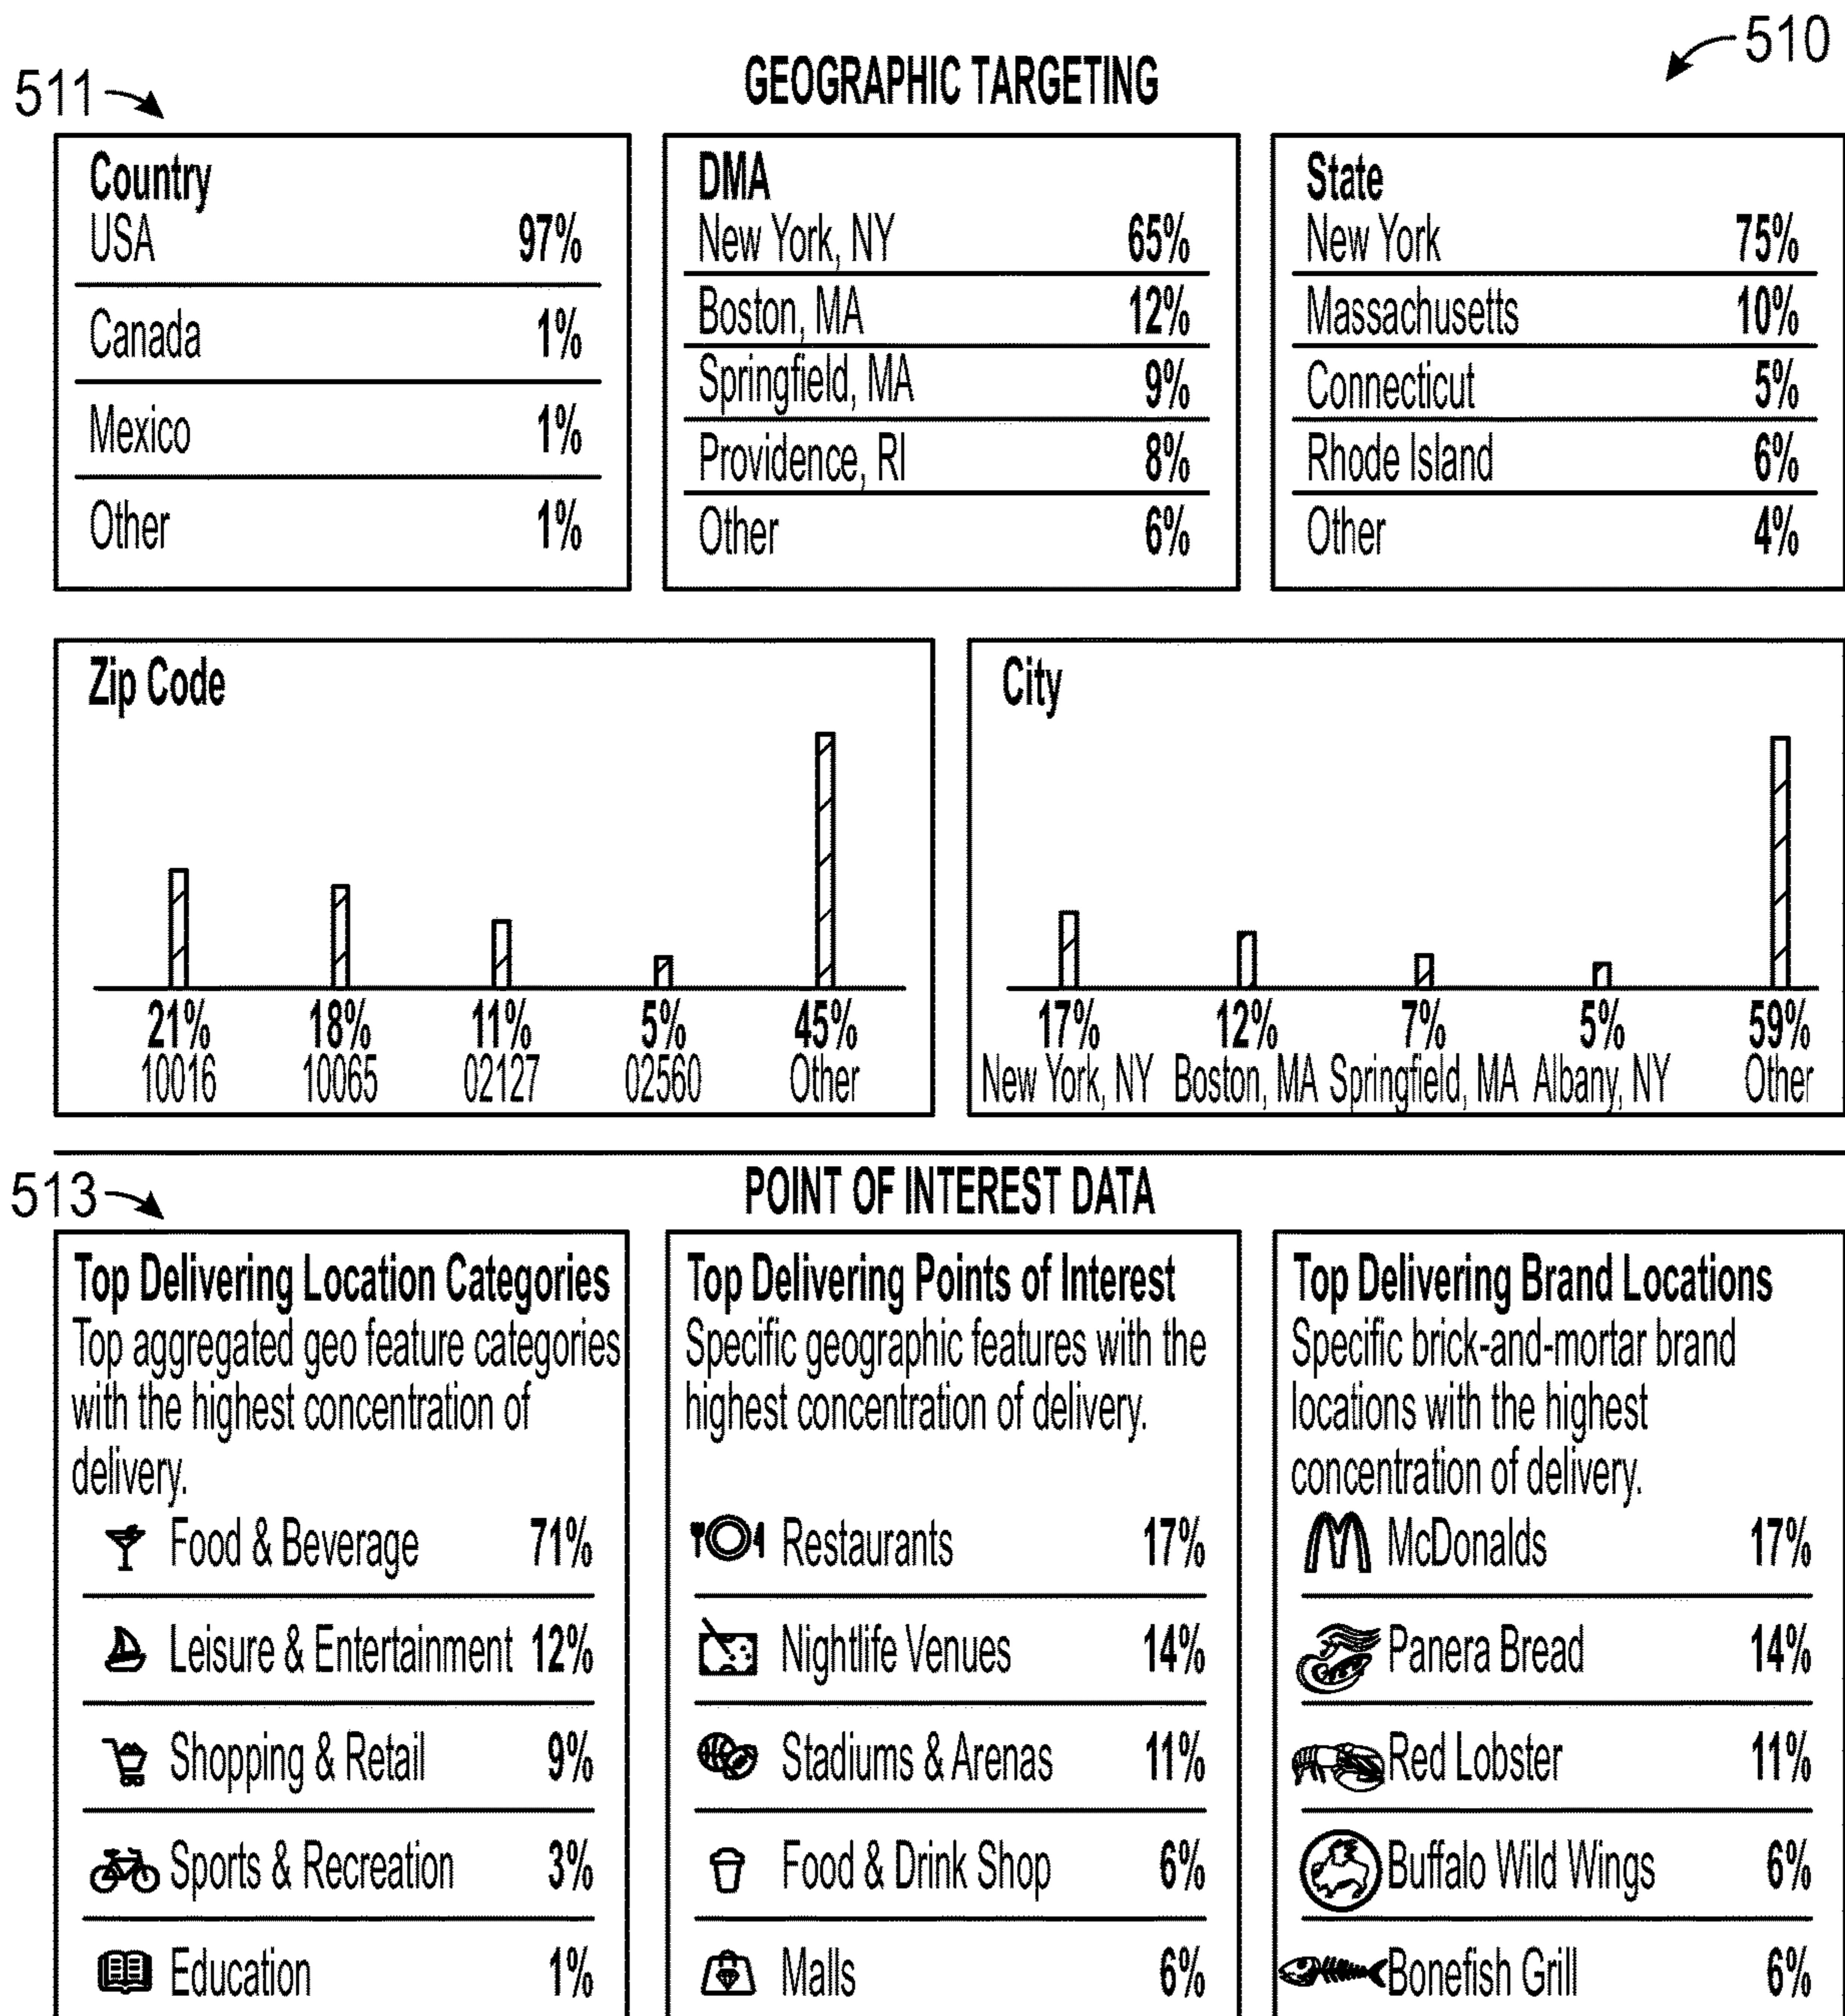 510
GEOGRAPHIC TARGETING
511
Country
USA 97%
Canada 1%
Mexico 1%
Other 1%
DMA
New York, NY 65%
Boston, MA 12%
Springfield, MA 9%
Providence, RI 8%
Other 6%
State
New York 75%
Massachusetts 10%
Connecticut 5%
Rhode Island 6%
Other 4%
Zip Code
21% 18% 11% 5% 45%
10016 10065 02127 02560 Other
City
17% 12% 7% 5% 59%
New York, NY Boston, MA Springfield, MA Albany, NY Other
513
POINT OF INTEREST DATA
Top Delivering Location Categories
Top aggregated geo feature categories
with the highest concentration of
delivery.
Food & Beverage 71%
Leisure & Entertainment 12%
Shopping & Retail 9%
Sports & Recreation 3%
Education 1%
Top Delivering Points of Interest
Specific geographic features with the
highest concentration of delivery.
Restaurants 17%
Nightlife Venues 14%
Stadiums & Arenas 11%
Food & Drink Shop 6%
Malls 6%
Top Delivering Brand Locations
Specific brick-and-mortar brand
locations with the highest
concentration of delivery.
McDonalds 17%
Panera Bread 14%
Red Lobster 11%
Buffalo Wild Wings 6%
Bonefish Grill 6%